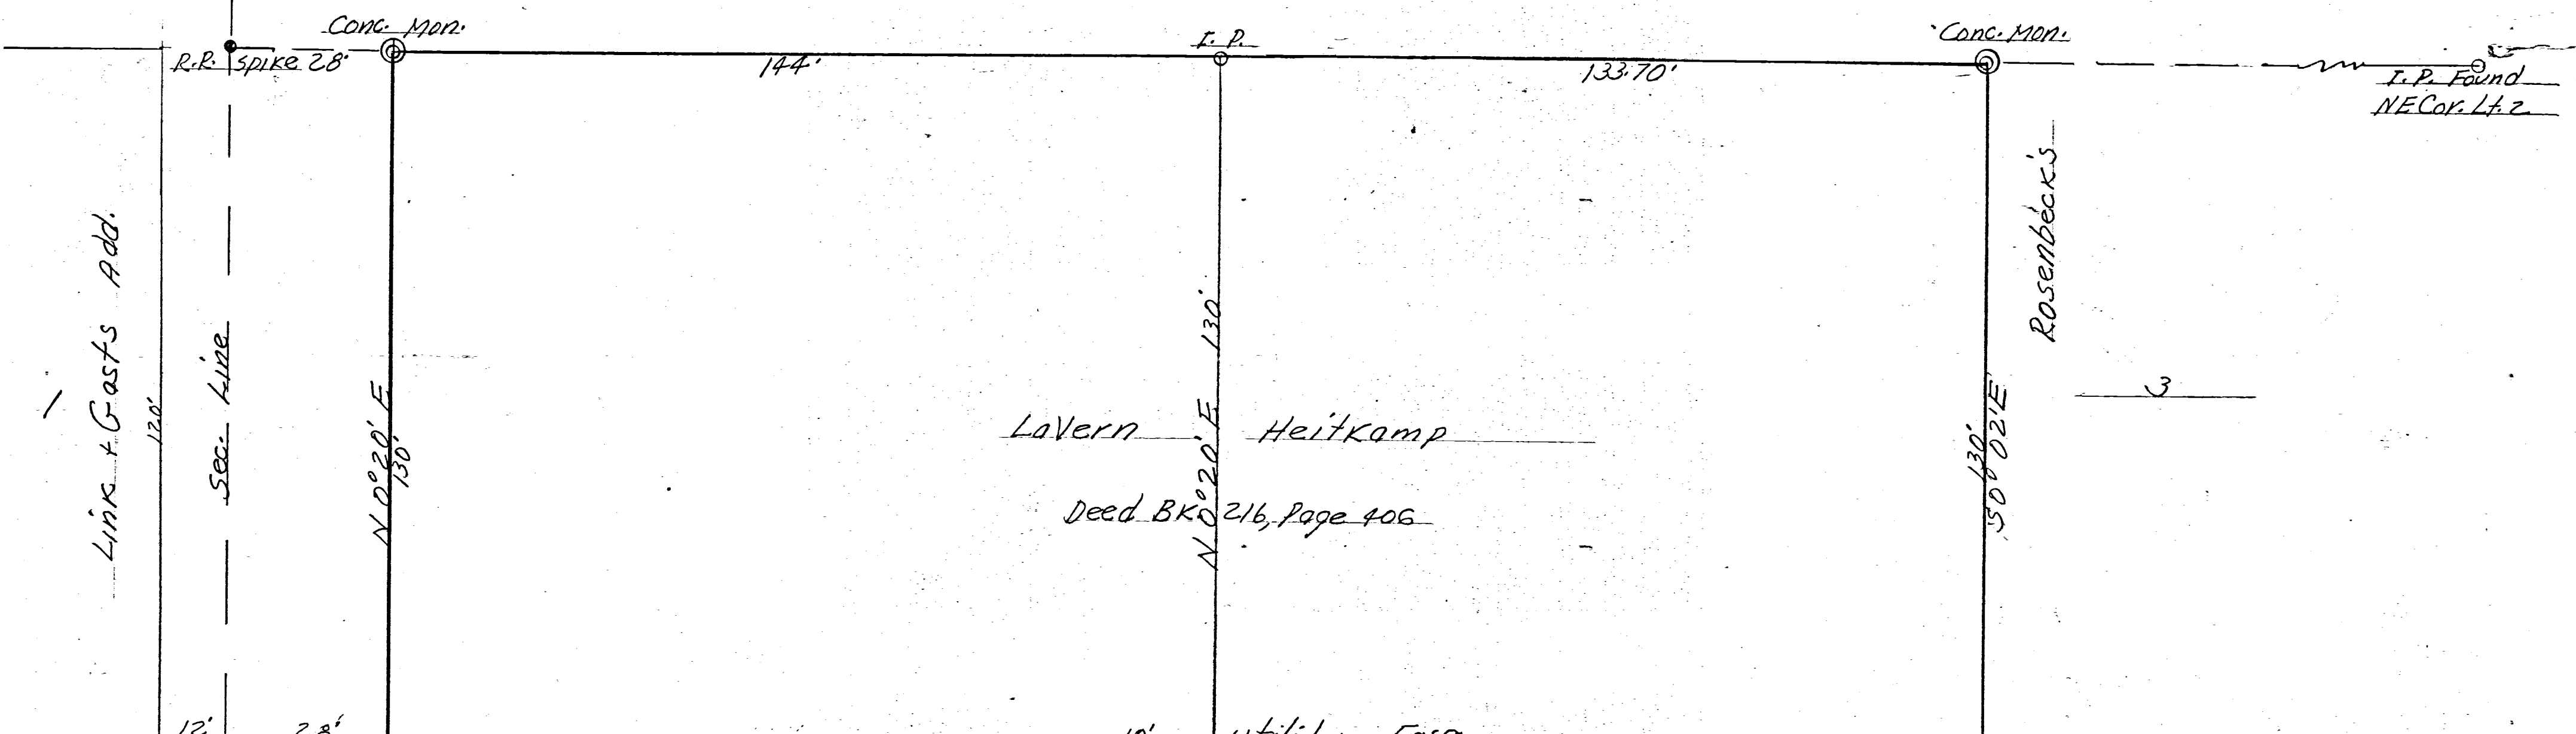 Conc. Mon.
I. P.
Conc. Mon.
R.R. Spike 28'
144'
133.70'
I. P. Found
NE Cor. Lt. 2
Link + Gasts Add.
120'
Sec. Line
N 0° 20' E
130'
N 0° 20' E 130'
LaVern Heitkamp
Deed Bk. 216, Page 406
130'
S 0° 02' E
Rosenbeck's
3
1
12'
28'
10' Utility